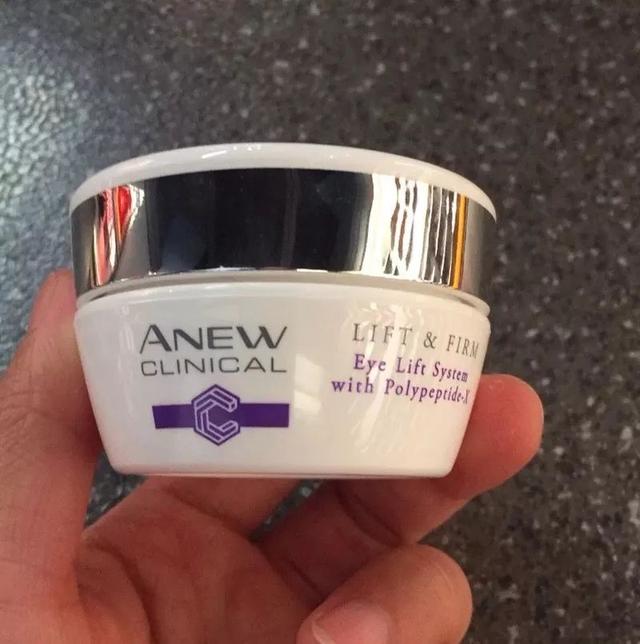 ANEW
CLINICAL
LIFT & FIRM
Eye Lift System
with Polypeptide-X